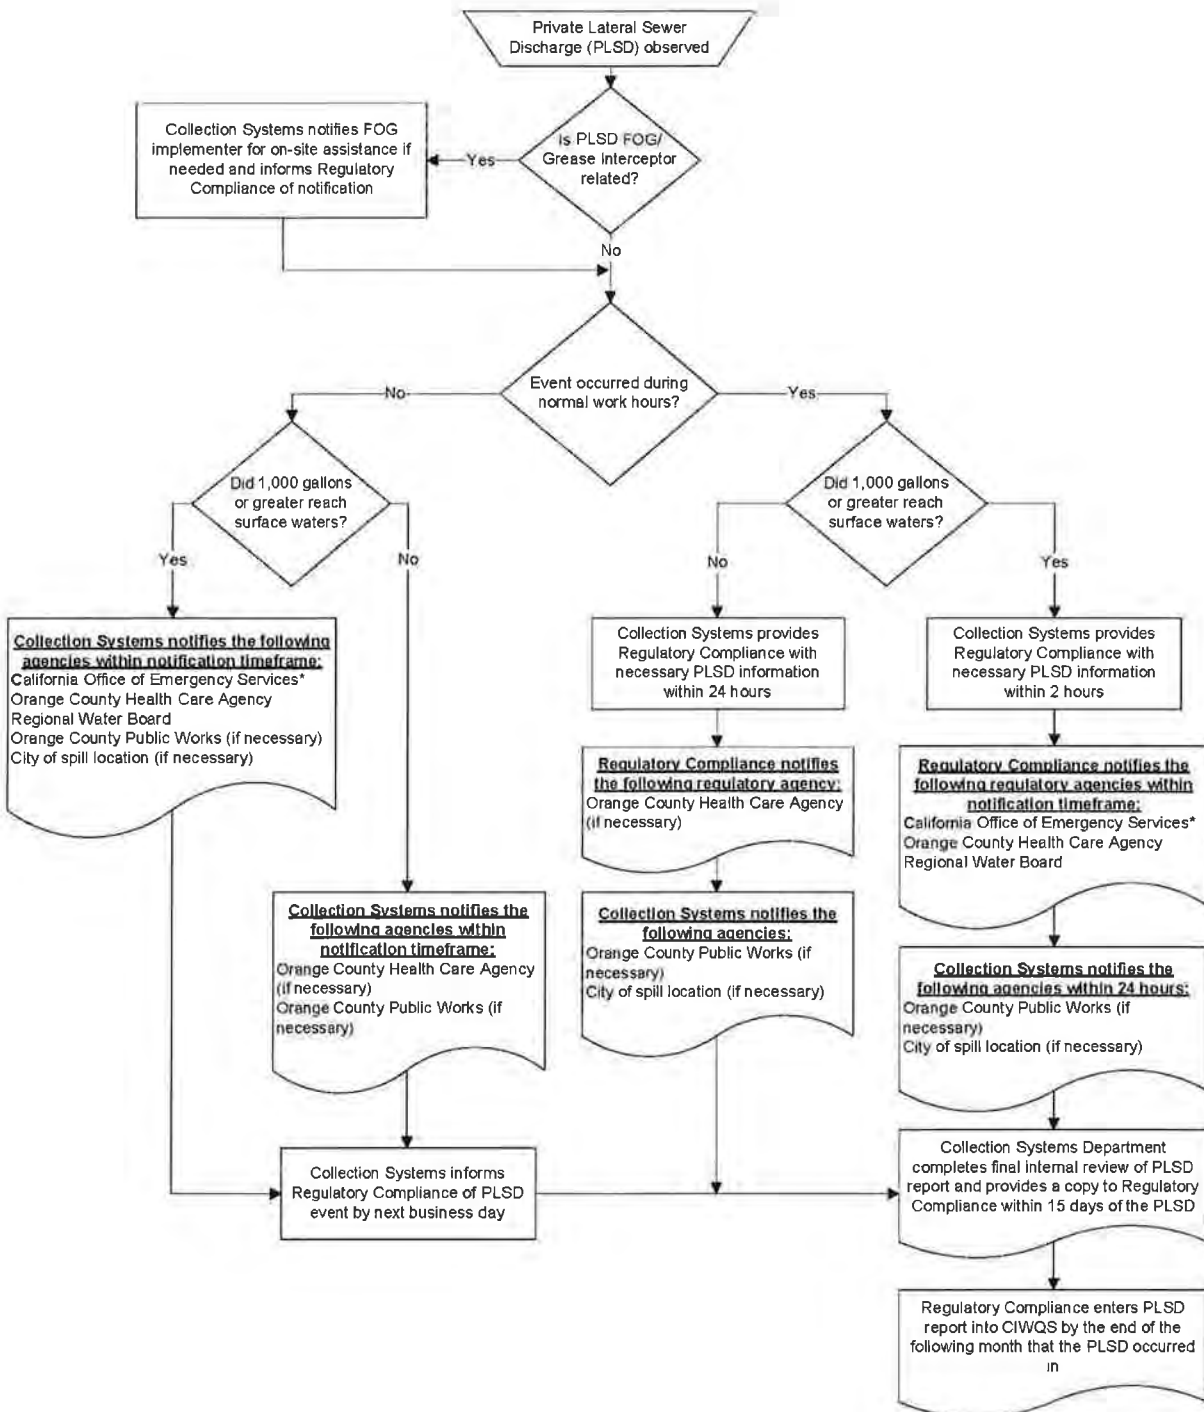 Private Lateral Sewer
Discharge (PLSD) observed
Is PLSD FOG/
Grease Interceptor
related?
Yes
Collection Systems notifies FOG
implementer for on-site assistance if
needed and informs Regulatory
Compliance of notification
No
Event occurred during
normal work hours?
No
Yes
Did 1,000 gallons
or greater reach
surface waters?
Yes
No
Did 1,000 gallons
or greater reach
surface waters?
No
Yes
Collection Systems notifies the following
agencies within notification timeframe:
California Office of Emergency Services*
Orange County Health Care Agency
Regional Water Board
Orange County Public Works (if necessary)
City of spill location (if necessary)
Collection Systems provides
Regulatory Compliance with
necessary PLSD information
within 24 hours
Collection Systems provides
Regulatory Compliance with
necessary PLSD information
within 2 hours
Regulatory Compliance notifies
the following regulatory agency:
Orange County Health Care Agency
(if necessary)
Regulatory Compliance notifies the
following regulatory agencies within
notification timeframe:
California Office of Emergency Services*
Orange County Health Care Agency
Regional Water Board
Collection Systems notifies the
following agencies within
notification timeframe:
Orange County Health Care Agency
(if necessary)
Orange County Public Works (if
necessary)
Collection Systems notifies the
following agencies:
Orange County Public Works (if
necessary)
City of spill location (if necessary)
Collection Systems notifies the
following agencies within 24 hours:
Orange County Public Works (if
necessary)
City of spill location (if necessary)
Collection Systems informs
Regulatory Compliance of PLSD
event by next business day
Collection Systems Department
completes final internal review of PLSD
report and provides a copy to Regulatory
Compliance within 15 days of the PLSD
Regulatory Compliance enters PLSD
report into CIWQS by the end of the
following month that the PLSD occurred
in